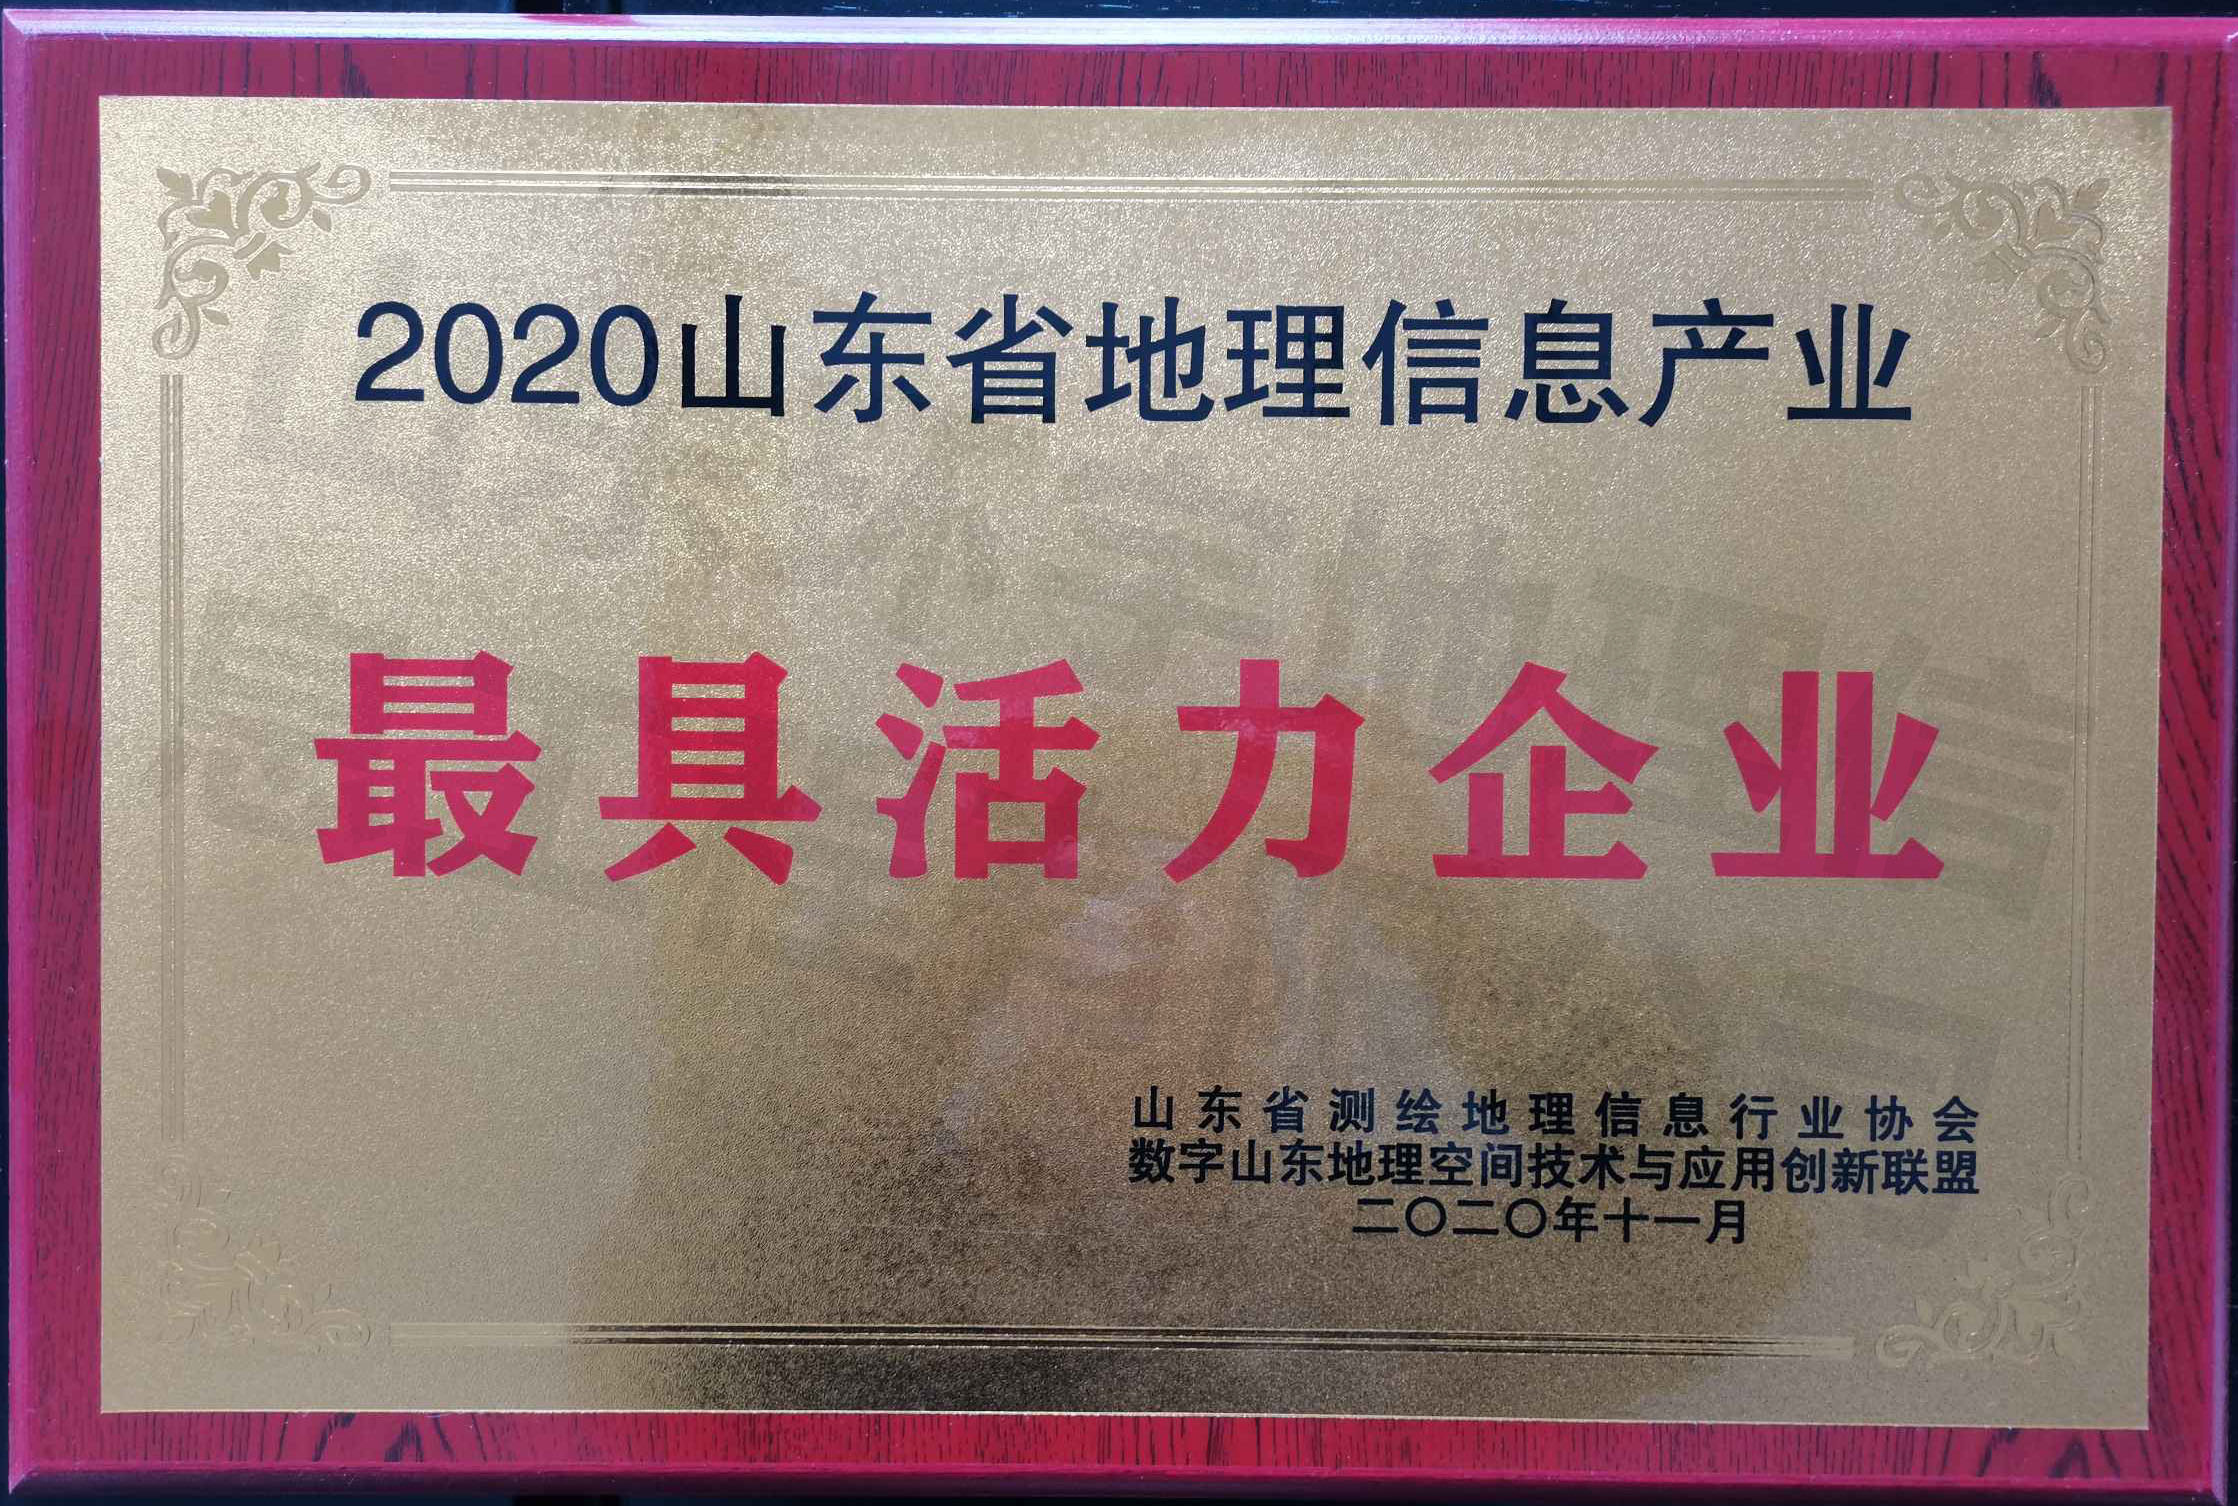 2020山东省地理信息产业
最具活力企业
山东省测绘地理信息行业协会
数字山东地理空间技术与应用创新联盟
二〇二〇年十一月